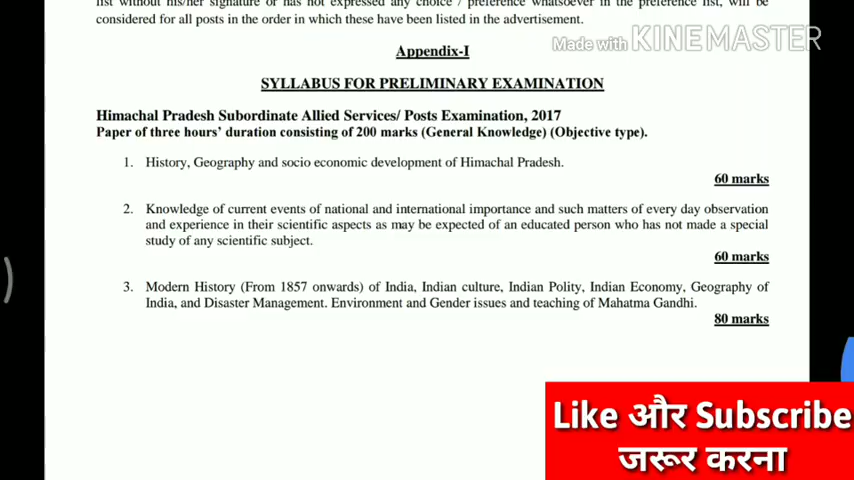 list without his/her signature or has not expressed any choice / preference whatsoever in the preference list, will be
considered for all posts in the order in which these have been listed in the advertisement.
Made with KINEMASTER
Appendix-I
SYLLABUS FOR PRELIMINARY EXAMINATION
Himachal Pradesh Subordinate Allied Services/ Posts Examination, 2017
Paper of three hours' duration consisting of 200 marks (General Knowledge) (Objective type).
1. History, Geography and socio economic development of Himachal Pradesh.
60 marks
2. Knowledge of current events of national and international importance and such matters of every day observation
and experience in their scientific aspects as may be expected of an educated person who has not made a special
study of any scientific subject.
60 marks
3. Modern History (From 1857 onwards) of India, Indian culture, Indian Polity, Indian Economy, Geography of
India, and Disaster Management. Environment and Gender issues and teaching of Mahatma Gandhi.
80 marks
Like और Subscribe
जरूर करना